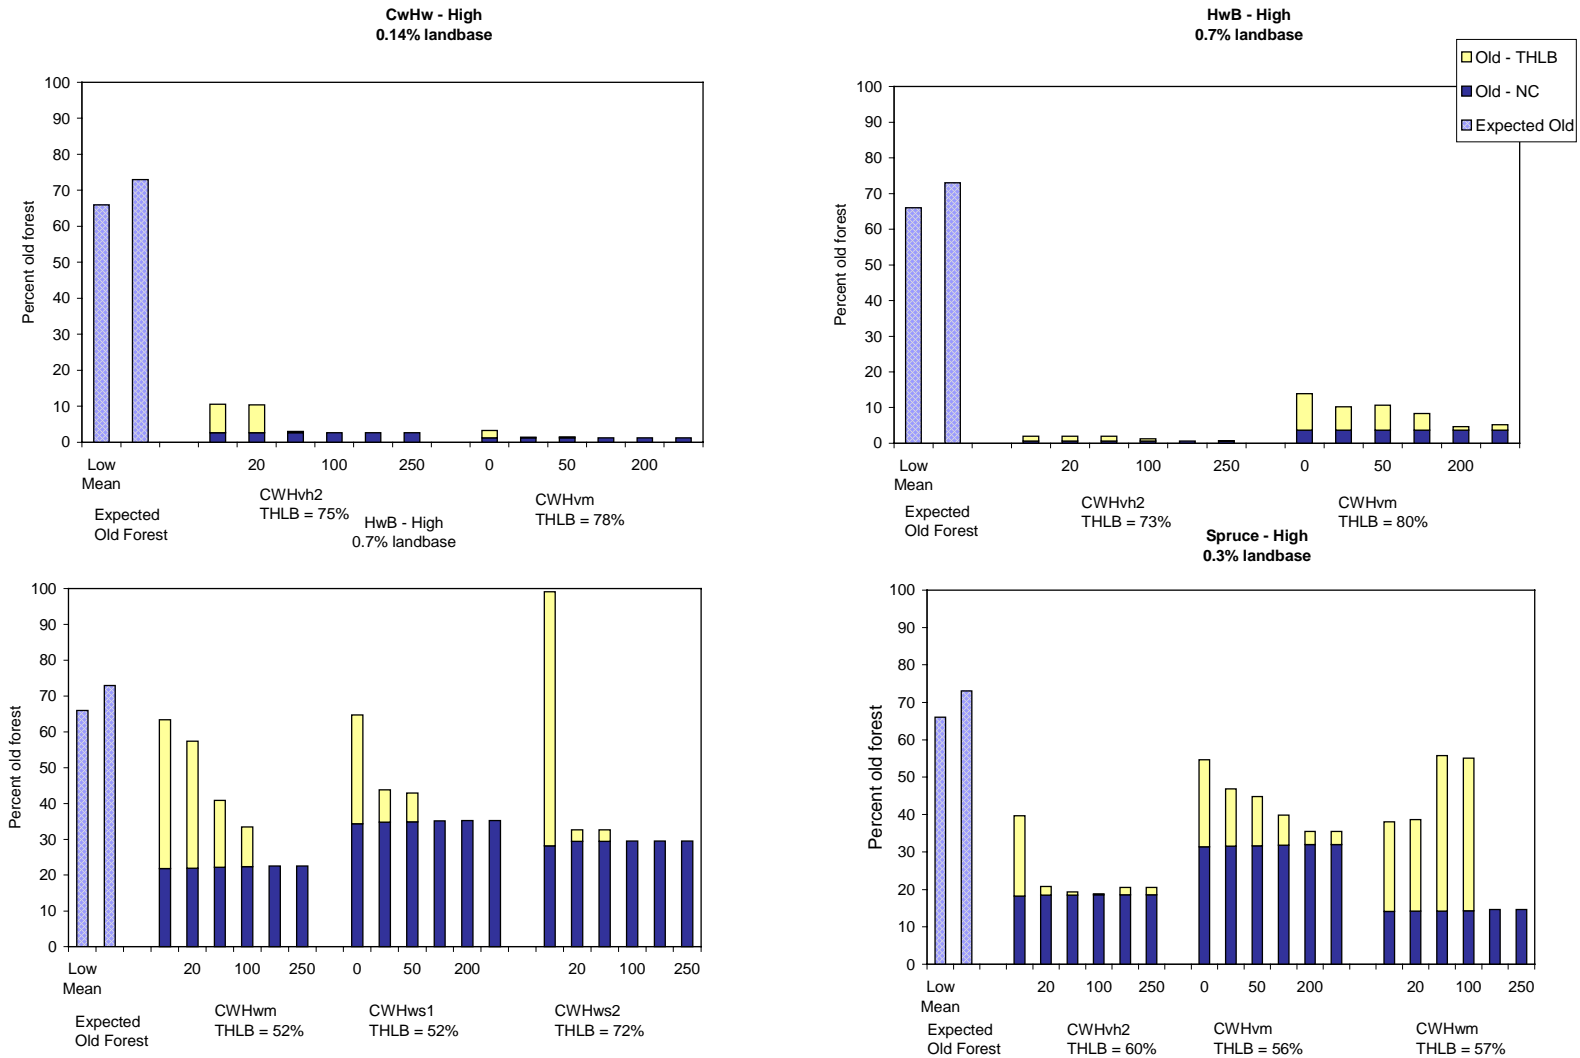 CwHw - High
0.14% landbase
100
90
80
70
60
50
40
30
20
10
0
Percent old forest
Low
Mean
20
100
250
0
50
200
Expected
Old Forest
CWHvh2
THLB = 75%
CWHvm
THLB = 78%
HwB - High
0.7% landbase
Old - THLB
Old - NC
Expected Old
100
90
80
70
60
50
40
30
20
10
0
Percent old forest
Low
Mean
20
100
250
0
50
200
Expected
Old Forest
CWHvh2
THLB = 73%
CWHvm
THLB = 80%
HwB - High
0.7% landbase
100
90
80
70
60
50
40
30
20
10
0
Percent old forest
Low
Mean
20
100
250
0
50
200
20
100
250
Expected
Old Forest
CWHwm
THLB = 52%
CWHws1
THLB = 52%
CWHws2
THLB = 72%
Spruce - High
0.3% landbase
100
90
80
70
60
50
40
30
20
10
0
Percent old forest
Low
Mean
20
100
250
0
50
200
20
100
250
Expected
Old Forest
CWHvh2
THLB = 60%
CWHvm
THLB = 56%
CWHwm
THLB = 57%